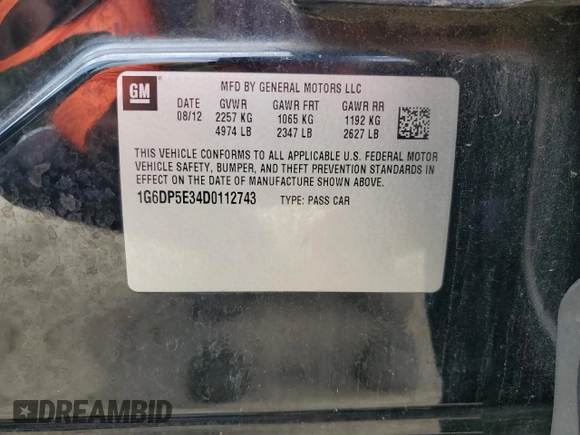 GM
MFD BY GENERAL MOTORS LLC
DATE GVWR GAWR FRT GAWR RR
08/12 2257 KG 1065 KG 1192 KG
4974 LB 2347 LB 2627 LB
THIS VEHICLE CONFORMS TO ALL APPLICABLE U.S. FEDERAL MOTOR
VEHICLE SAFETY, BUMPER, AND THEFT PREVENTION STANDARDS IN
EFFECT ON THE DATE OF MANUFACTURE SHOWN ABOVE.
1G6DP5E34D0112743 TYPE: PASS CAR
DREAMBID